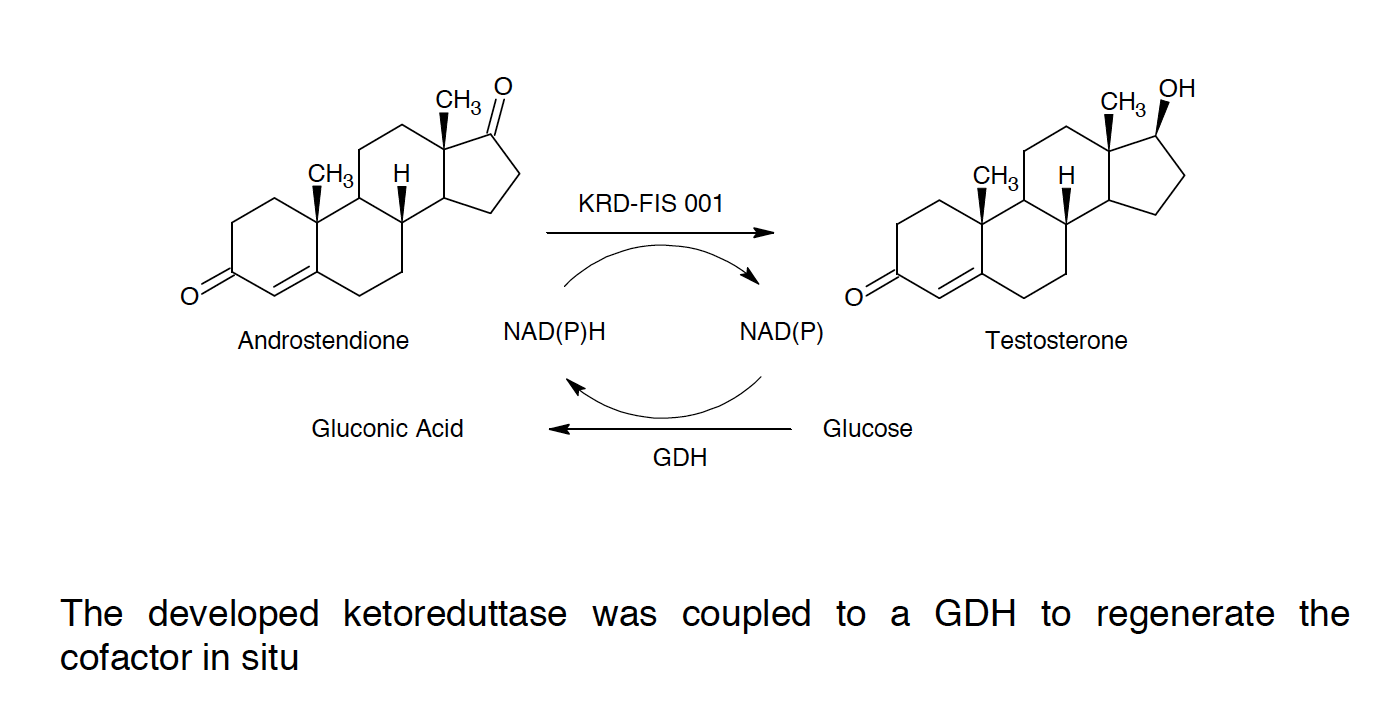 O
CH3
OH
CH3
CH3
H
CH3
H
KRD-FIS 001
O
O
NAD(P)H
NAD(P)
Androstendione
Testosterone
Gluconic Acid
Glucose
GDH
The developed ketoreduttase was coupled to a GDH to regenerate the
cofactor in situ